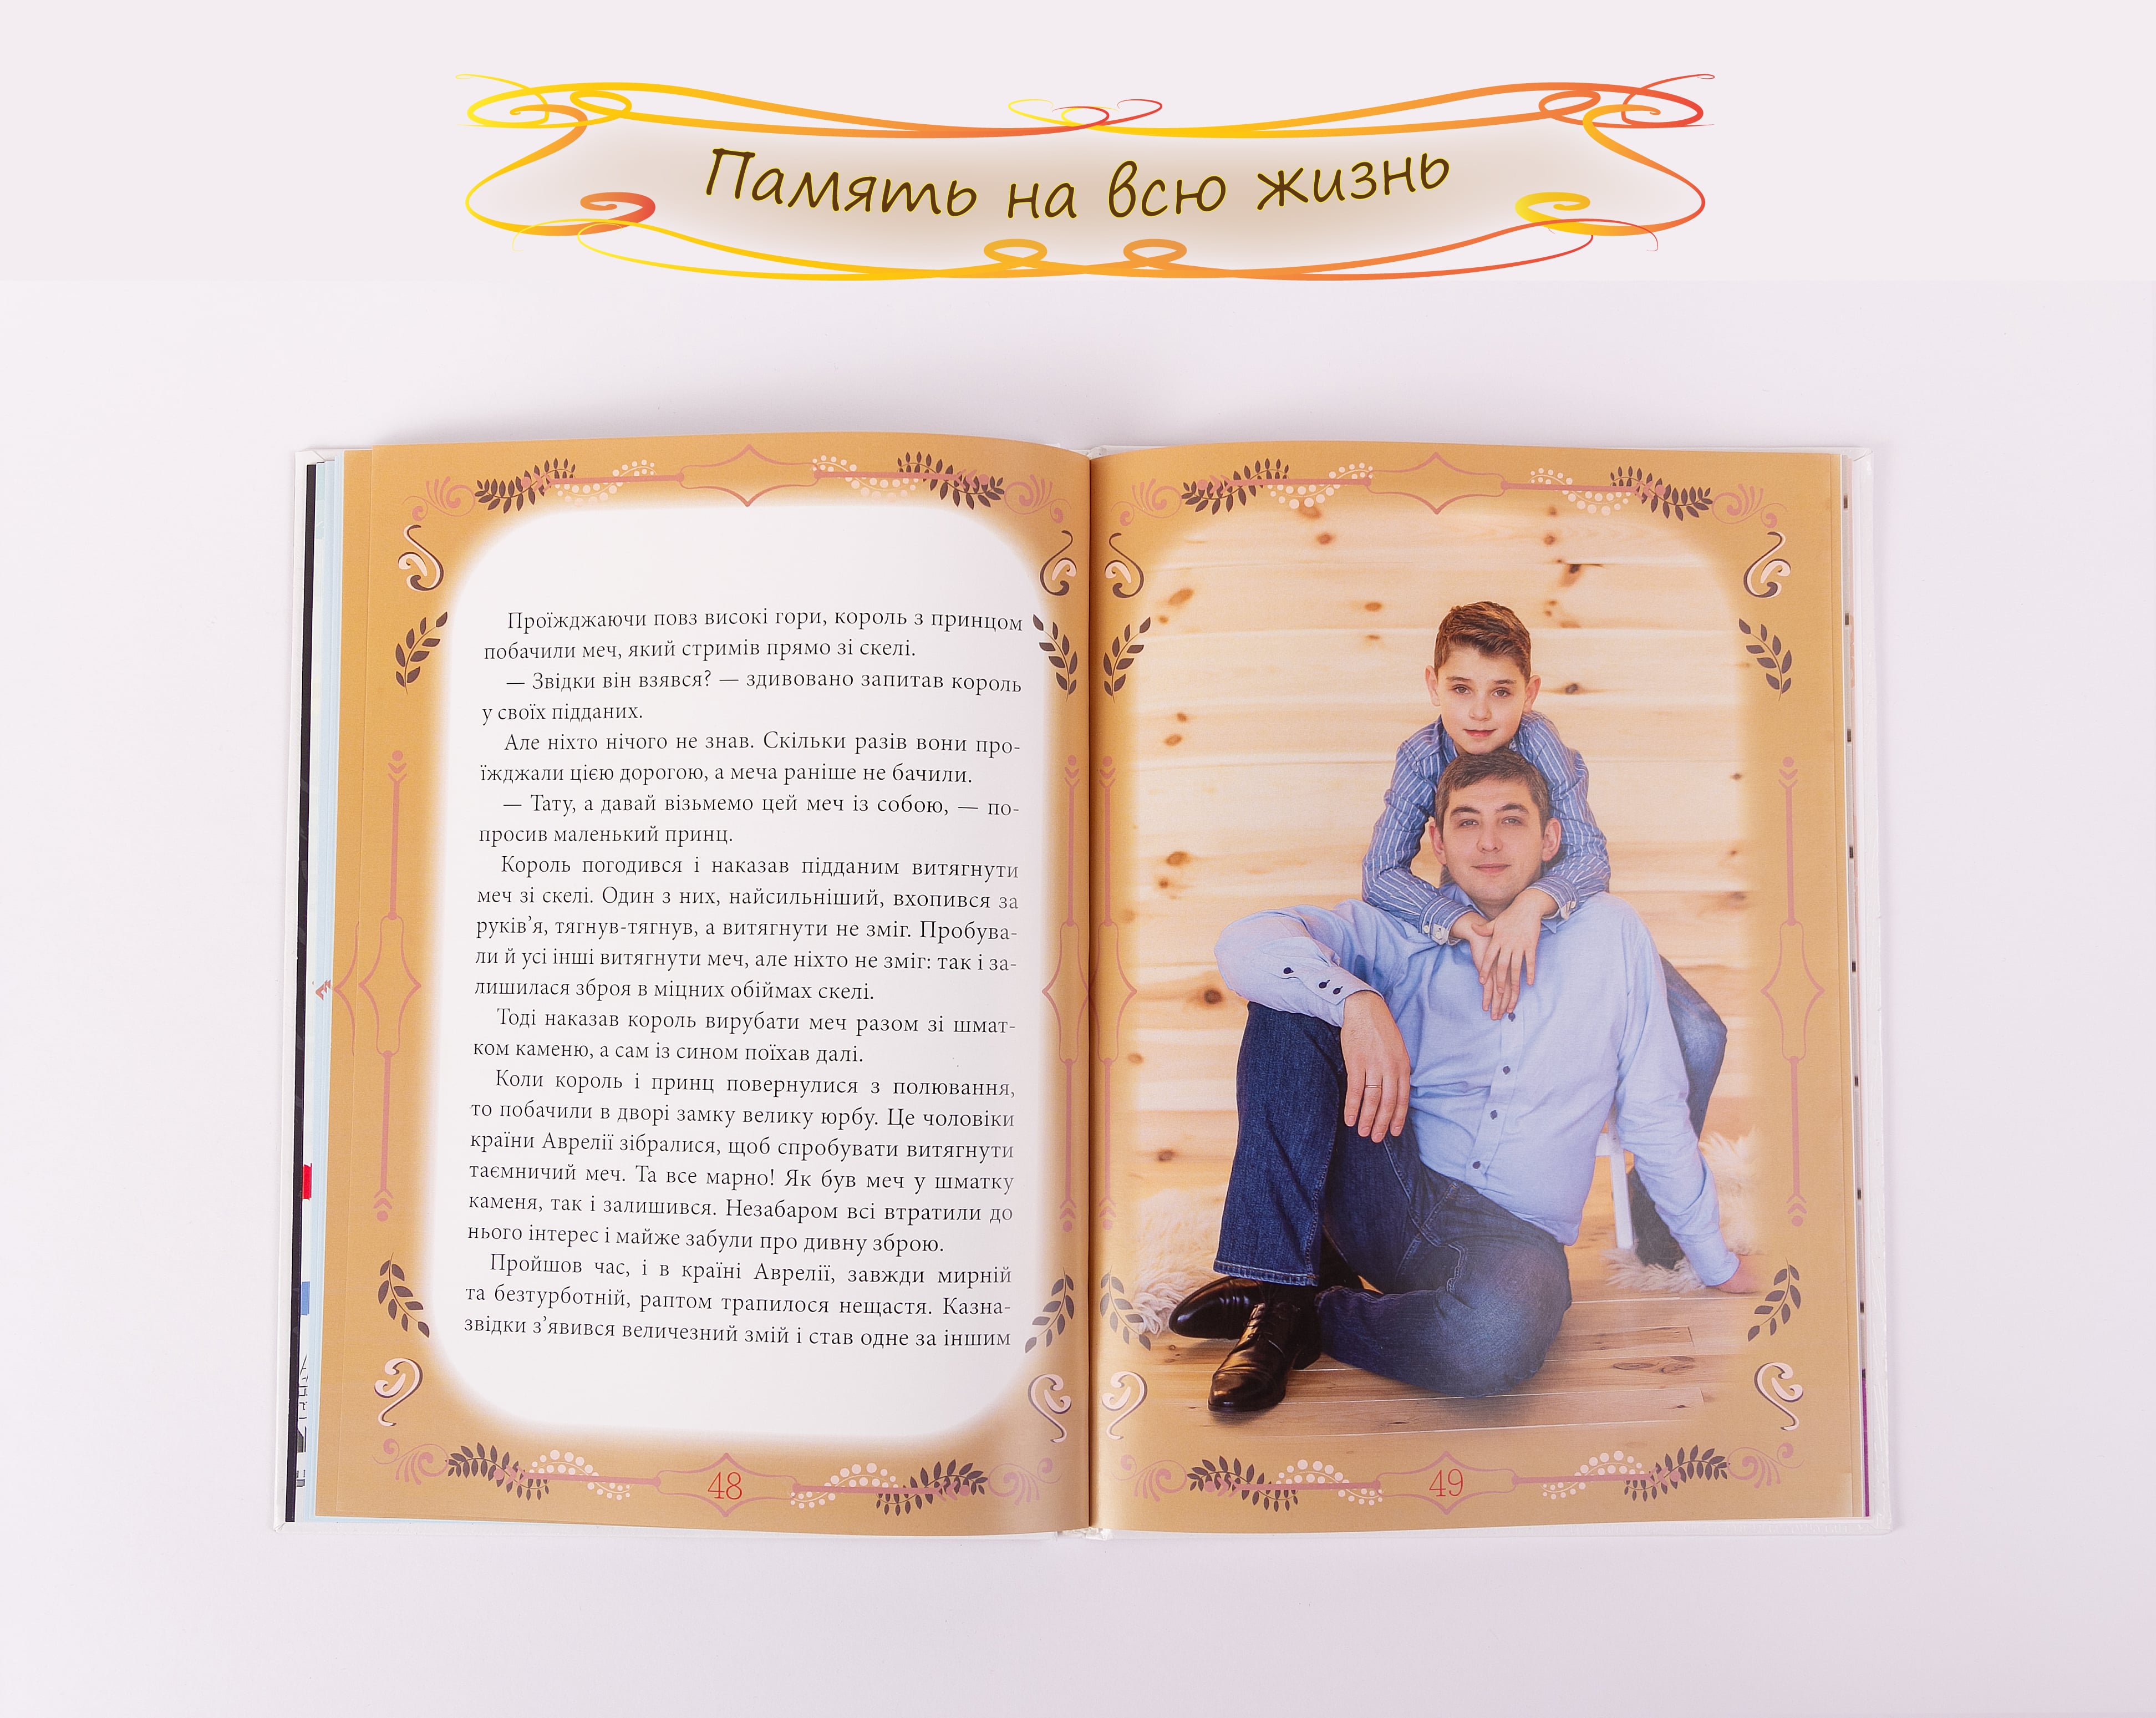 Память на всю жизнь
Проїжджаючи повз високі гори, король з принцом
побачили меч, який стримів прямо зі скелі.
— Звідки він взявся? — здивовано запитав король
у своїх підданих.
Але ніхто нічого не знав. Скільки разів вони про-
їжджали цією дорогою, а меча раніше не бачили.
— Тату, а давай візьмемо цей меч із собою, — по-
просив маленький принц.
Король погодився і наказав підданим витягнути
меч зі скелі. Один з них, найсильніший, вхопився за
руків’я, тягнув-тягнув, а витягнути не зміг. Пробува-
ли й усі інші витягнути меч, але ніхто не зміг: так і за-
лишилася зброя в міцних обіймах скелі.
Тоді наказав король вирубати меч разом зі шмат-
ком каменю, а сам із сином поїхав далі.
Коли король і принц повернулися з полювання,
то побачили в дворі замку велику юрбу. Це чоловіки
країни Аврелії зібралися, щоб спробувати витягнути
таємничий меч. Та все марно! Як був меч у шматку
каменя, так і залишився. Незабаром всі втратили до
нього інтерес і майже забули про дивну зброю.
Пройшов час, і в країні Аврелії, завжди мирній
та безтурботній, раптом трапилося нещастя. Казна-
звідки з’явився величезний змій і став одне за іншим
48
49